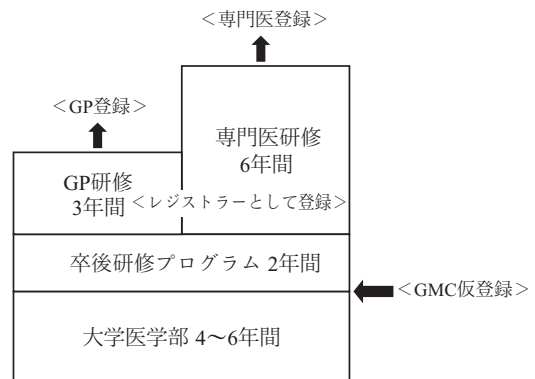 ＜専門医登録＞
＜GP登録＞
専門医研修
6年間
GP研修
3年間
＜レジストラーとして登録＞
卒後研修プログラム 2年間
＜GMC仮登録＞
大学医学部 4〜6年間